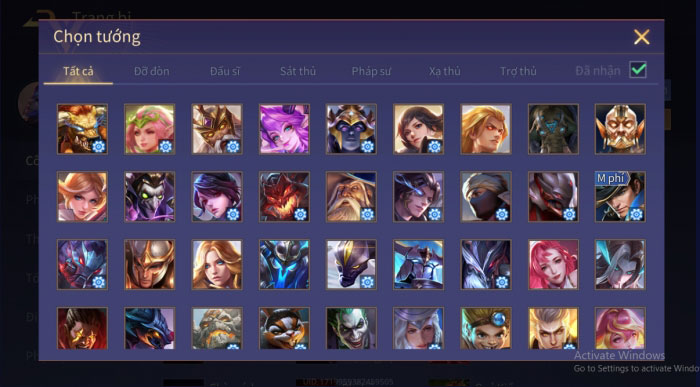 Trang bị
Chọn tướng
Tất cả
Đỡ đòn
Đấu sĩ
Sát thủ
Pháp sư
Xạ thủ
Trợ thủ
Đã nhận
M phí
Activate Windows
Go to Settings to activate Windo